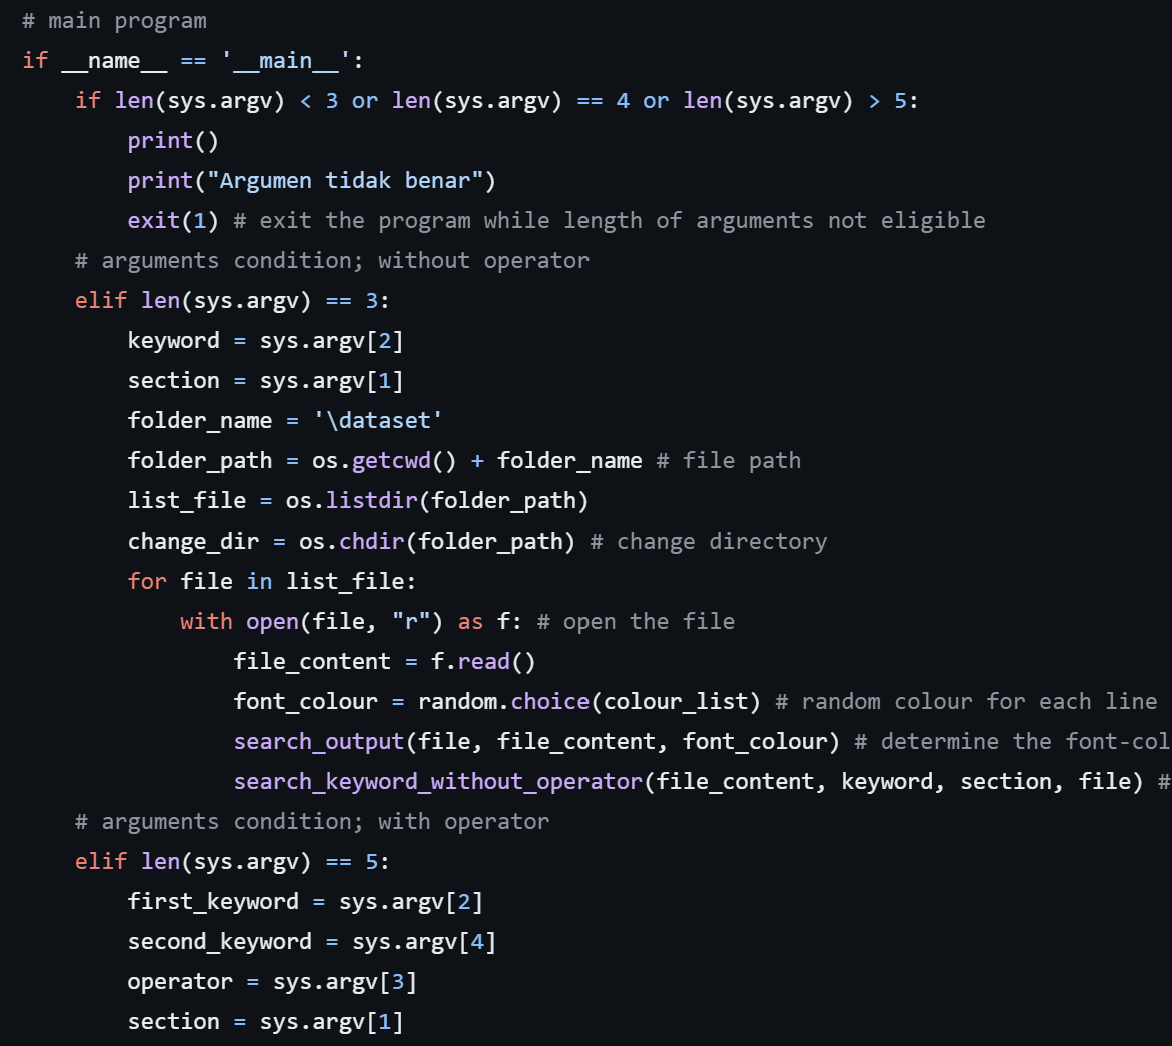 # main program
if __name__ == '__main__':
    if len(sys.argv) < 3 or len(sys.argv) == 4 or len(sys.argv) > 5:
        print()
        print("Argumen tidak benar")
        exit(1) # exit the program while length of arguments not eligible
    # arguments condition; without operator
    elif len(sys.argv) == 3:
        keyword = sys.argv[2]
        section = sys.argv[1]
        folder_name = '\dataset'
        folder_path = os.getcwd() + folder_name # file path
        list_file = os.listdir(folder_path)
        change_dir = os.chdir(folder_path) # change directory
        for file in list_file:
            with open(file, "r") as f: # open the file
                file_content = f.read()
                font_colour = random.choice(colour_list) # random colour for each line
                search_output(file, file_content, font_colour) # determine the font-col
                search_keyword_without_operator(file_content, keyword, section, file) #
    # arguments condition; with operator
    elif len(sys.argv) == 5:
        first_keyword = sys.argv[2]
        second_keyword = sys.argv[4]
        operator = sys.argv[3]
        section = sys.argv[1]